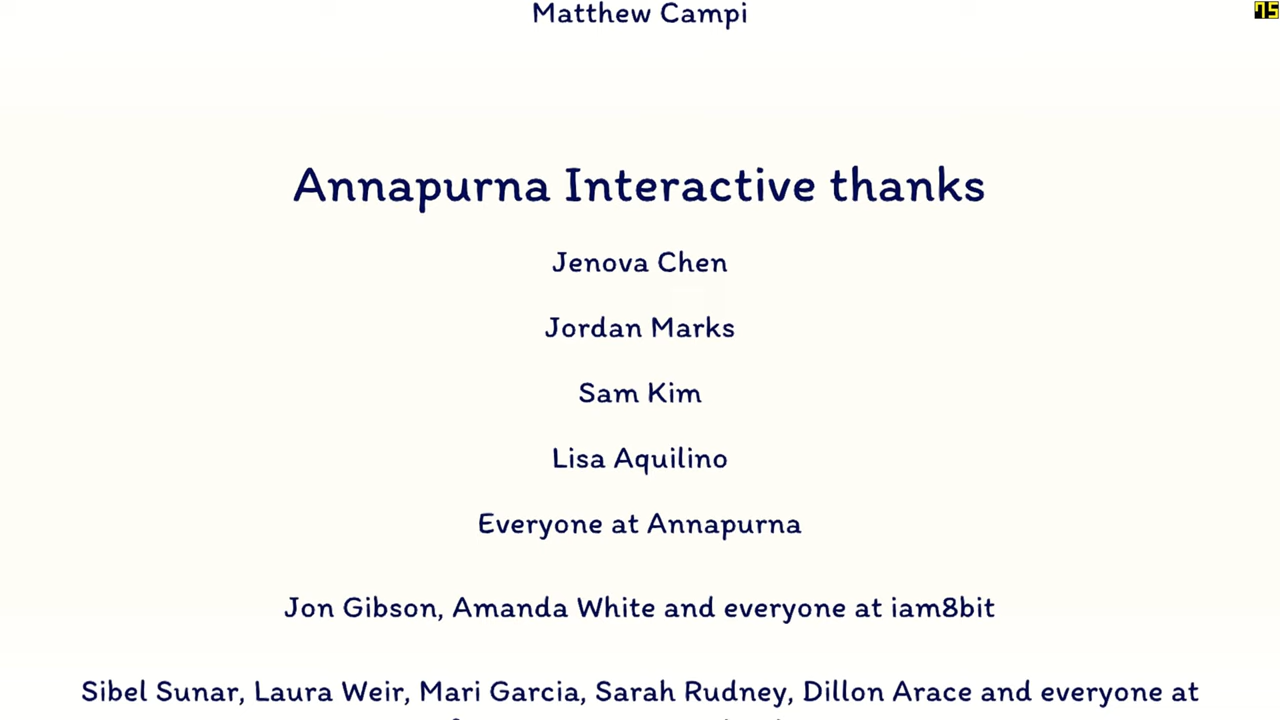 Matthew Campi
75
Annapurna Interactive thanks
Jenova Chen
Jordan Marks
Sam Kim
Lisa Aquilino
Everyone at Annapurna
Jon Gibson, Amanda White and everyone at iam8bit
Sibel Sunar, Laura Weir, Mari Garcia, Sarah Rudney, Dillon Arace and everyone at